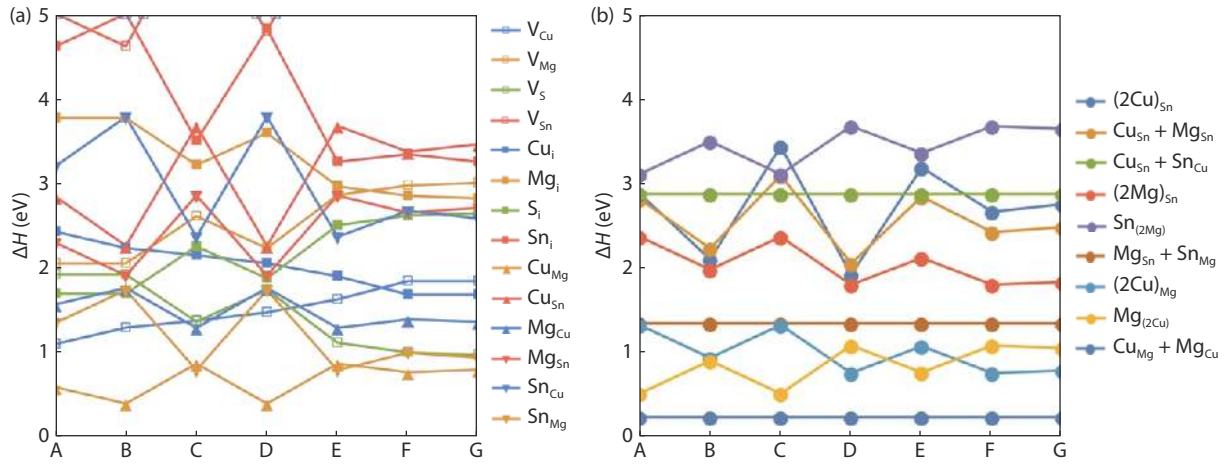 (a)
ΔH (eV)
5
4
3
2
1
0
A B C D E F G
V_Cu
V_Mg
V_S
V_Sn
Cu_i
Mg_i
S_i
Sn_i
Cu_Mg
Cu_Sn
Mg_Cu
Mg_Sn
Sn_Cu
Sn_Mg
(b)
ΔH (eV)
5
4
3
2
1
0
A B C D E F G
(2Cu)_Sn
Cu_Sn + Mg_Sn
Cu_Sn + Sn_Cu
(2Mg)_Sn
Sn_(2Mg)
Mg_Sn + Sn_Mg
(2Cu)_Mg
Mg_(2Cu)
Cu_Mg + Mg_Cu